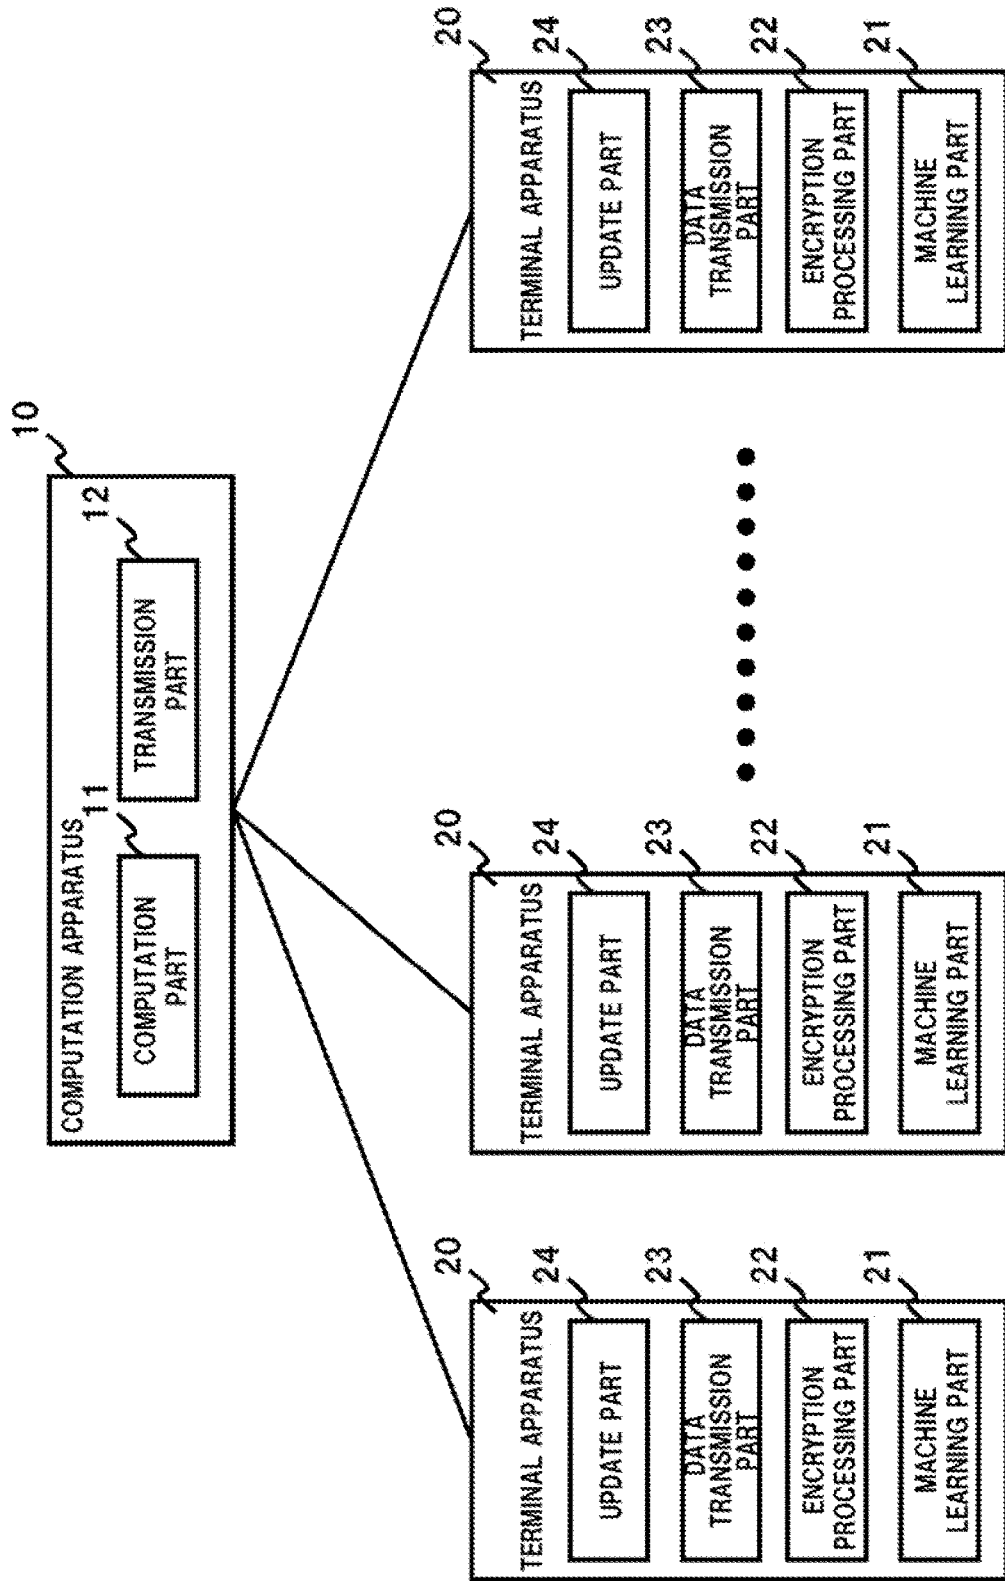 10
COMPUTATION APPARATUS
11
12
COMPUTATION
PART
TRANSMISSION
PART
20
TERMINAL APPARATUS
24
UPDATE PART
23
DATA
TRANSMISSION
PART
22
ENCRYPTION
PROCESSING PART
21
MACHINE
LEARNING PART
20
TERMINAL APPARATUS
24
UPDATE PART
23
DATA
TRANSMISSION
PART
22
ENCRYPTION
PROCESSING PART
21
MACHINE
LEARNING PART
20
TERMINAL APPARATUS
24
UPDATE PART
23
DATA
TRANSMISSION
PART
22
ENCRYPTION
PROCESSING PART
21
MACHINE
LEARNING PART